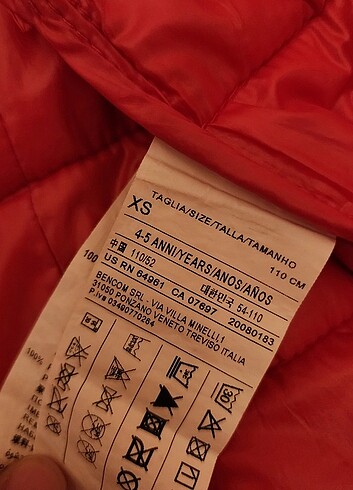 TAGLIA/SIZE/TALLA/TAMANHO
XS 110 CM
4-5 ANNI/YEARS/ANOS/AÑOS
中国 110/52 대한민국 54-110
US RN 64961 CA 07697 20080183
BENCOM SRL - VIA VILLA MINELLI,1
31050 PONZANO VENETO TREVISO ITALIA
P.IVA 03490770264
100
100%